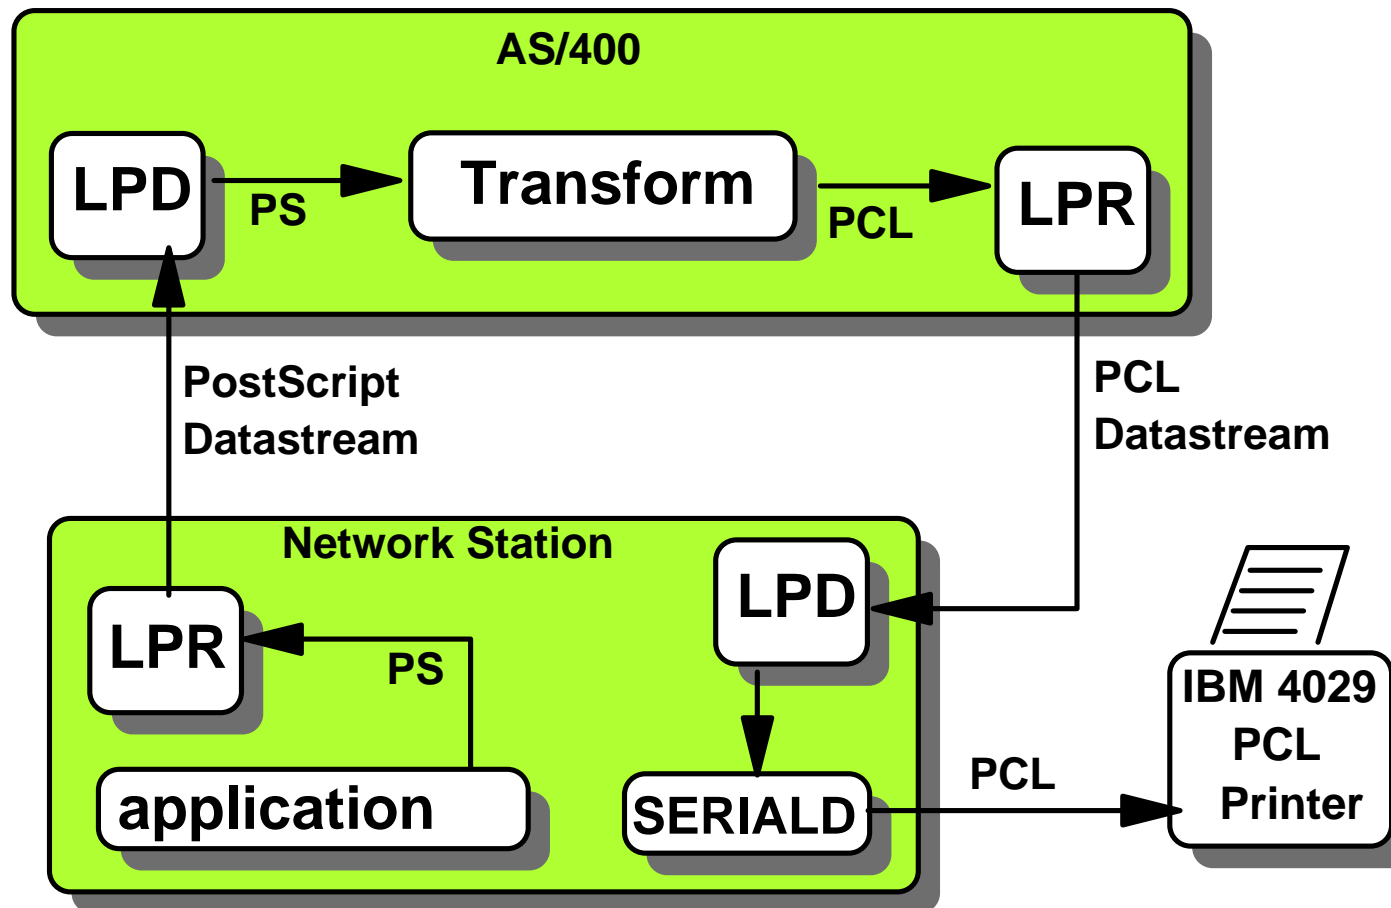 AS/400
LPD
PS
Transform
PCL
LPR
PostScript
Datastream
PCL
Datastream
Network Station
LPR
PS
application
LPD
SERIALD
PCL
IBM 4029
PCL
Printer